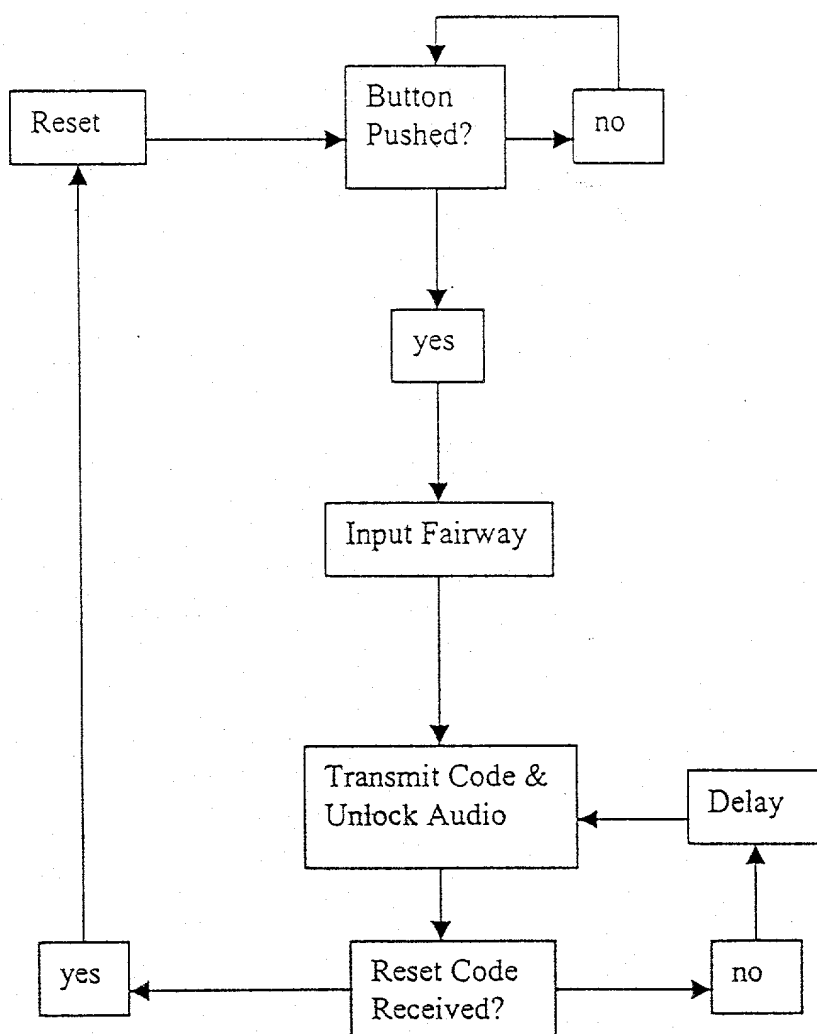 Reset
Button
Pushed?
no
yes
Input Fairway
Transmit Code &
Unlock Audio
Delay
yes
Reset Code
Received?
no